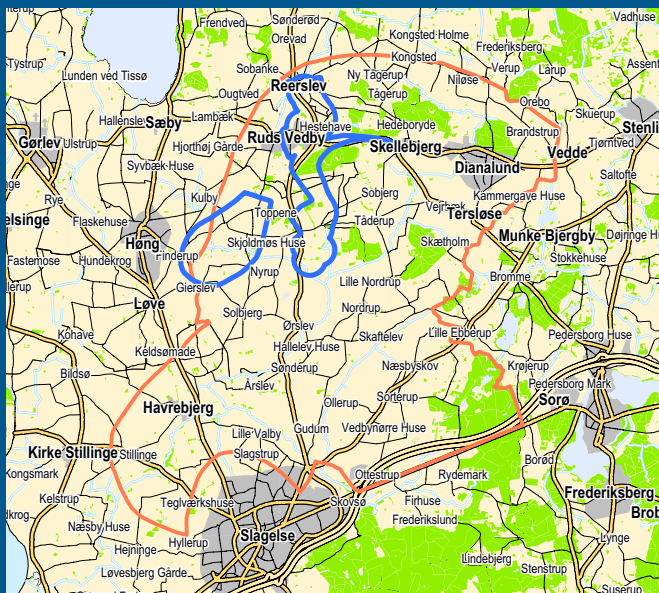 Frendved
Sønderød
Kongsted Holme
Vadhuse
Orevad
Frederiksberg
Tystrup
Kongsted
Lunden ved Tissø
Sobanke
Ny Tågerup
Niløse
Verup
Lårup
Assent
Reerslev
Ougtved
Tågerup
Orebo
Skuerup
Hallenslev
Sæby
Lambæk
Hestehave
Hedeboryde
Brandstrup
Stenli
Gørlev
Ulstrup
Hjorthøj Gårde
Ruds Vedby
Skellebjerg
Vedde
Tjørntved
Syvbæk Huse
Dianalund
Saltofte
Rye
Kulby
Sobjerg
Kammergave Huse
elsinge
Flaskehuse
Toppene
Tåderup
Tersløse
Døjringe H
Høng
Skjoldmøs Huse
Skætholm
Munke Bjergby
Stokkehuse
Fastemose
Hundekrog
Finderup
Nyrup
Bromme
llerup
Gierslev
Lille Nordrup
Løve
Solbjerg
Nordrup
Ørslev
Lille Ebberup
Pedersborg Huse
Kohave
Skaftelev
Keldsømade
Hallelev Huse
Bildsø
Sønderup
Næsbyskov
Krøjerup
Årslev
Pedersborg Mark
Havrebjerg
Ollerup
Sorterup
Sorø
Lille Valby
Gudum
Vedbynørre Huse
Kirke Stillinge
Stillinge
Slagstrup
Borød
Kongsmark
Ottestrup
Rydemark
Kelstrup
Teglværkshuse
Skovsø
Firhuse
Frederiksberg
dkrog
Næsby Huse
Frederikslund
Brob
Hejninge
Hyllerup
Slagelse
Lynge
Løvesbjerg Gårde
Lindebjerg
Stenstrup
Suserup